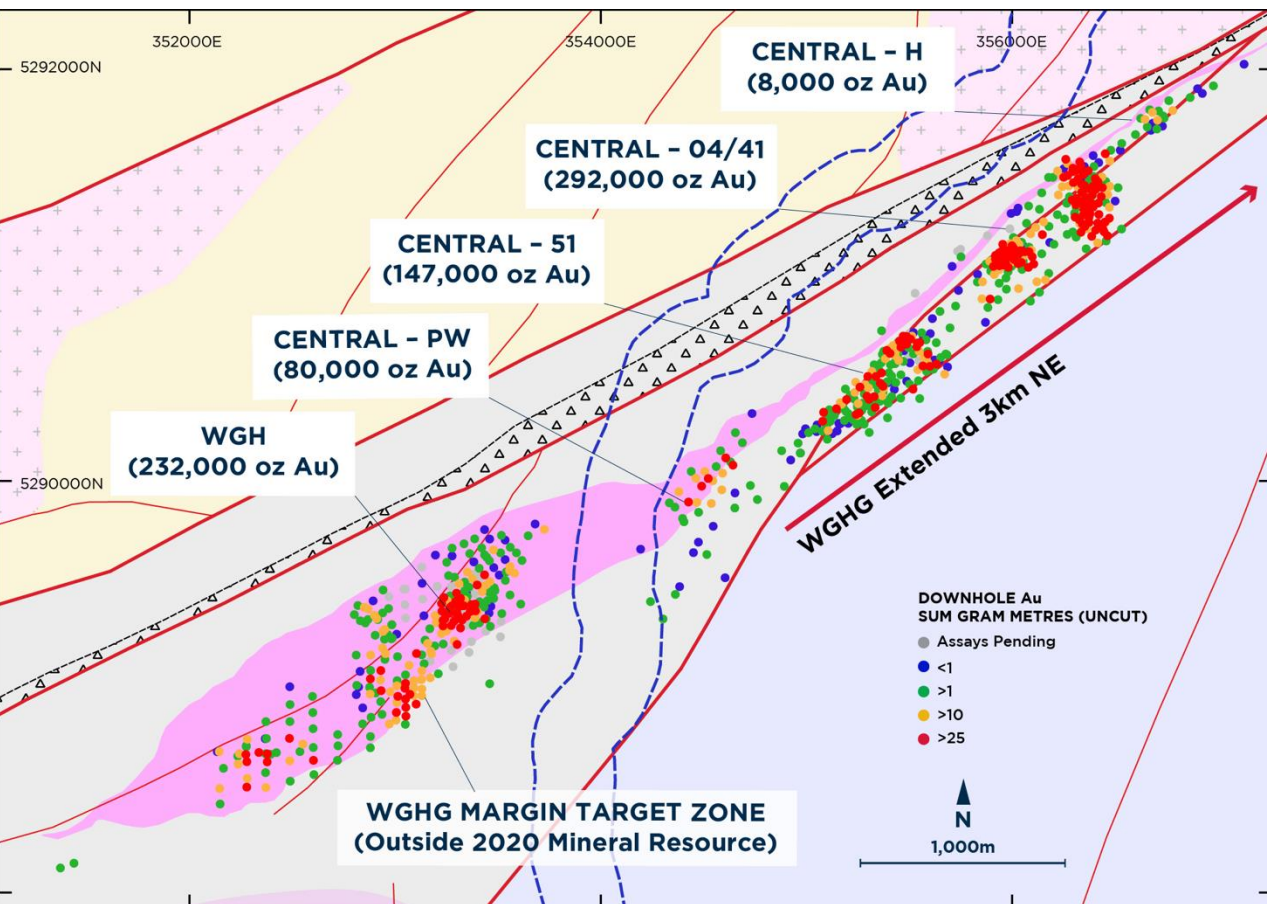 352000E
354000E
356000E
5292000N
CENTRAL – H
(8,000 oz Au)
CENTRAL – 04/41
(292,000 oz Au)
CENTRAL – 51
(147,000 oz Au)
CENTRAL – PW
(80,000 oz Au)
WGH
(232,000 oz Au)
5290000N
WGHG Extended 3km NE
DOWNHOLE Au
SUM GRAM METRES (UNCUT)
Assays Pending
<1
>1
>10
>25
WGHG MARGIN TARGET ZONE
(Outside 2020 Mineral Resource)
N
1,000m